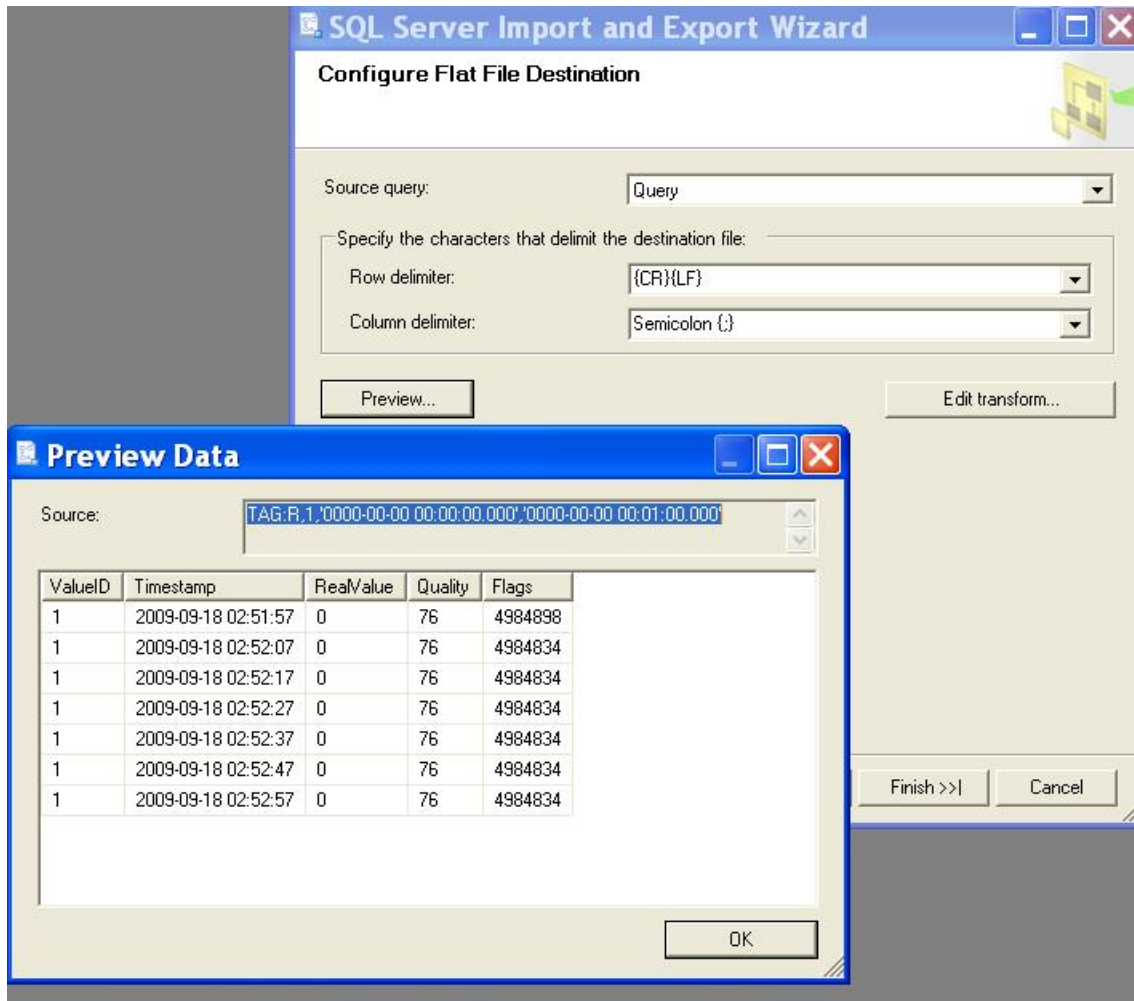 SQL Server Import and Export Wizard
Configure Flat File Destination
Source query: Query
Specify the characters that delimit the destination file:
Row delimiter: {CR}{LF}
Column delimiter: Semicolon {;}
Preview... Edit transform...
Preview Data
Source: TAG:R,1,'0000-00-00 00:00:00.000','0000-00-00 00:01:00.000'
ValueID Timestamp RealValue Quality Flags
1 2009-09-18 02:51:57 0 76 4984898
1 2009-09-18 02:52:07 0 76 4984834
1 2009-09-18 02:52:17 0 76 4984834
1 2009-09-18 02:52:27 0 76 4984834
1 2009-09-18 02:52:37 0 76 4984834
1 2009-09-18 02:52:47 0 76 4984834
1 2009-09-18 02:52:57 0 76 4984834
Finish >>| Cancel
OK